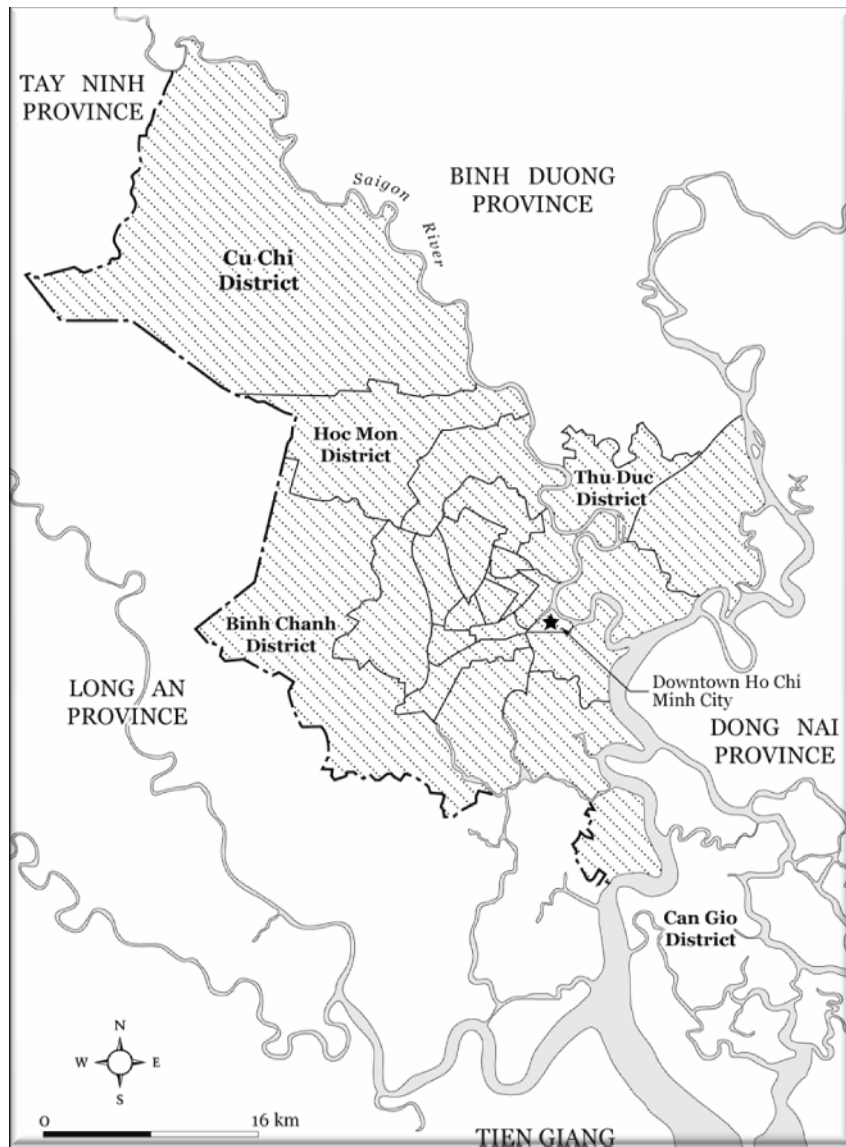 TAY NINH
PROVINCE
Saigon
River
BINH DUONG
PROVINCE
Cu Chi
District
Hoc Mon
District
Thu Duc
District
Binh Chanh
District
LONG AN
PROVINCE
Downtown Ho Chi
Minh City
DONG NAI
PROVINCE
Can Gio
District
N
W E
S
0 16 km
TIEN GIANG